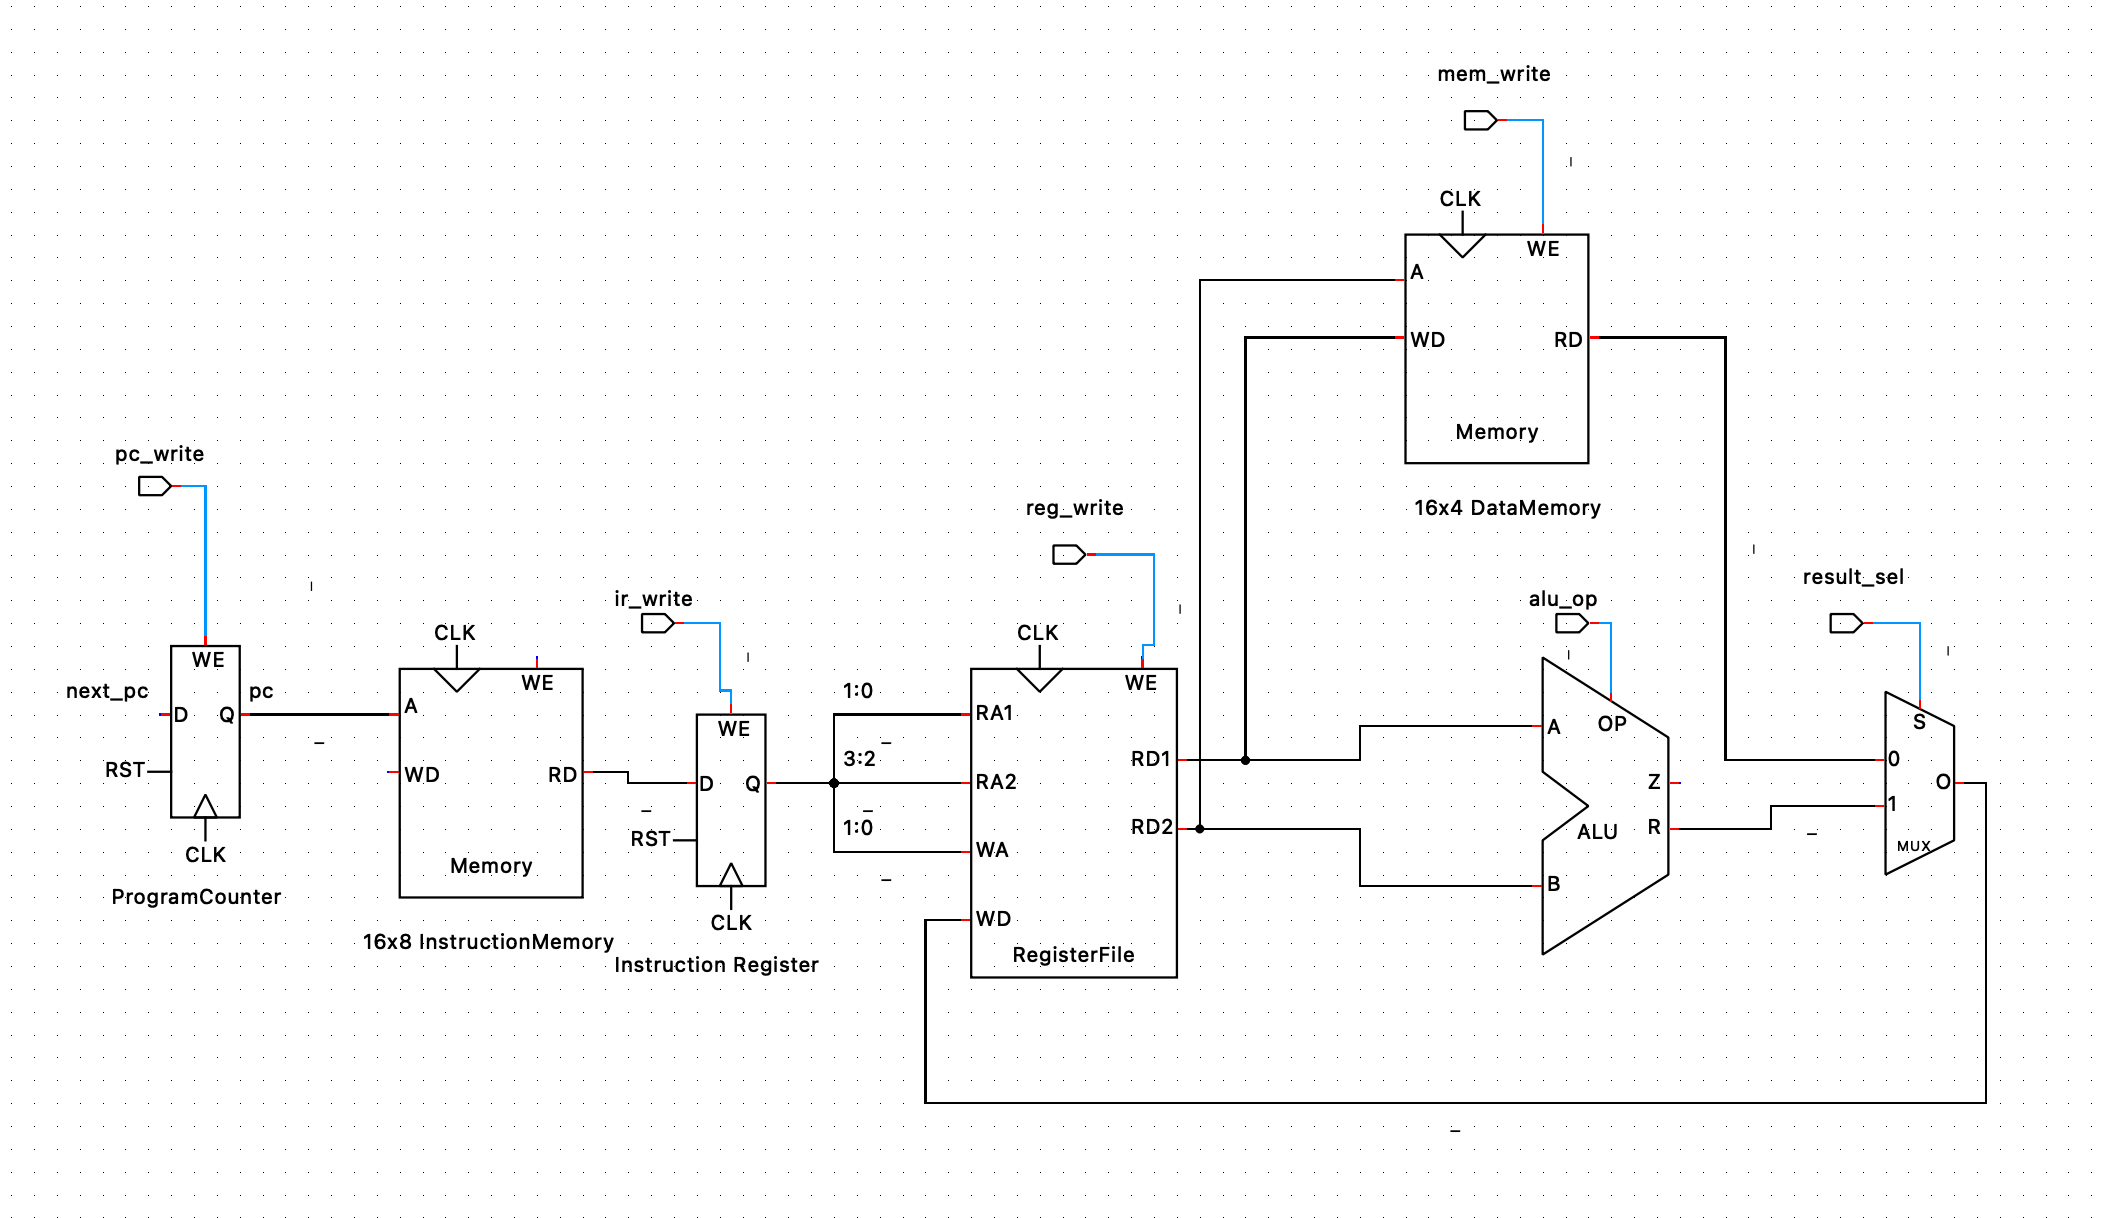 mem_write
CLK
WE
A
WD
RD
Memory
16x4 DataMemory
pc_write
WE
next_pc
D
Q
pc
RST
CLK
ProgramCounter
CLK
WE
A
WD
RD
Memory
16x8 InstructionMemory
ir_write
WE
D
Q
RST
CLK
Instruction Register
1:0
3:2
1:0
reg_write
CLK
WE
RA1
RA2
WA
WD
RD1
RD2
RegisterFile
alu_op
OP
A
B
Z
R
ALU
result_sel
S
0
1
O
MUX